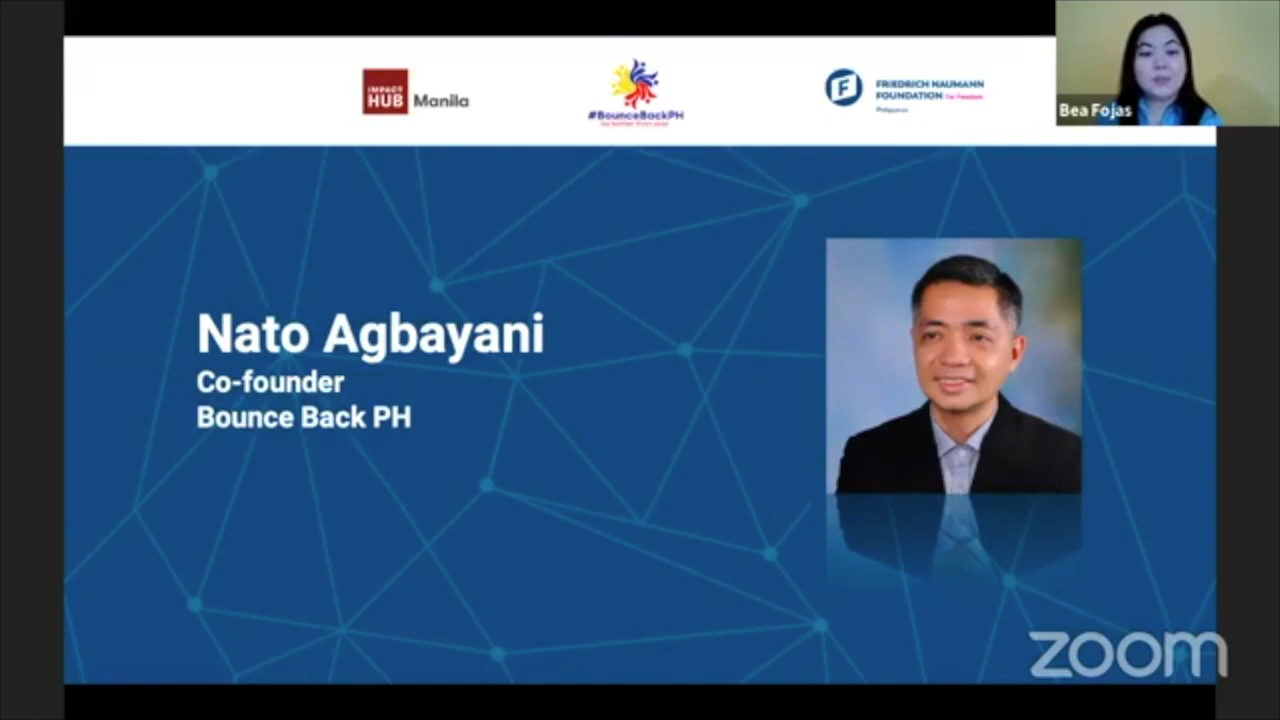 IMPACT
HUB Manila
#BounceBackPH
FRIEDRICH NAUMANN
FOUNDATION For Freedom.
Philippines
Bea Fojas
Nato Agbayani
Co-founder
Bounce Back PH
zoom